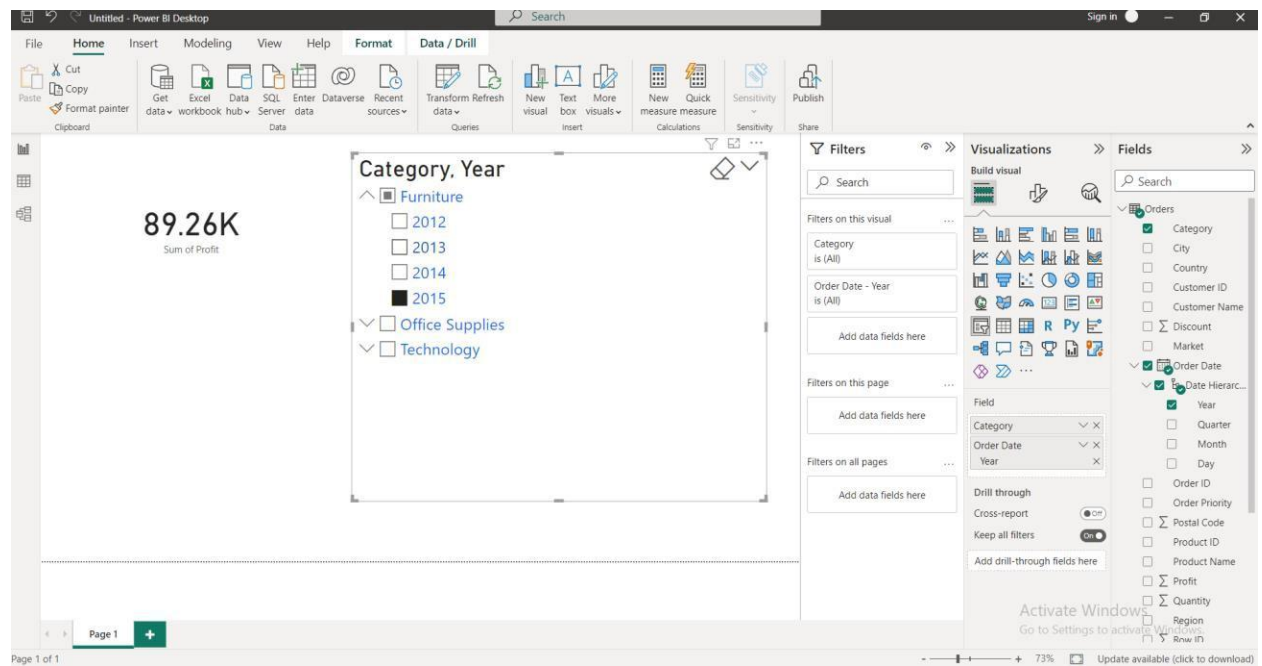 Untitled - Power BI Desktop
Search
Sign in
File Home Insert Modeling View Help Format Data / Drill
Paste
Cut
Copy
Format painter
Clipboard
Get data
Excel workbook
Data hub
SQL Server
Enter data
Dataverse
Recent sources
Data
Transform data
Refresh
Queries
New visual
Text box
More visuals
Insert
New measure
Quick measure
Calculations
Sensitivity
Sensitivity
Publish
Share
89.26K
Sum of Profit
Category, Year
Furniture
2012
2013
2014
2015
Office Supplies
Technology
Filters
Search
Filters on this visual
Category
is (All)
Order Date - Year
is (All)
Add data fields here
Filters on this page
Add data fields here
Filters on all pages
Add data fields here
Visualizations
Build visual
R Py
Field
Category
Order Date
Year
Drill through
Cross-report
Off
Keep all filters
On
Add drill-through fields here
Fields
Search
Orders
Category
City
Country
Customer ID
Customer Name
Discount
Market
Order Date
Date Hierarc...
Year
Quarter
Month
Day
Order ID
Order Priority
Postal Code
Product ID
Product Name
Profit
Quantity
Region
Row ID
Activate Windows
Go to Settings to activate Windows.
Page 1
Page 1 of 1
73%
Update available (click to download)